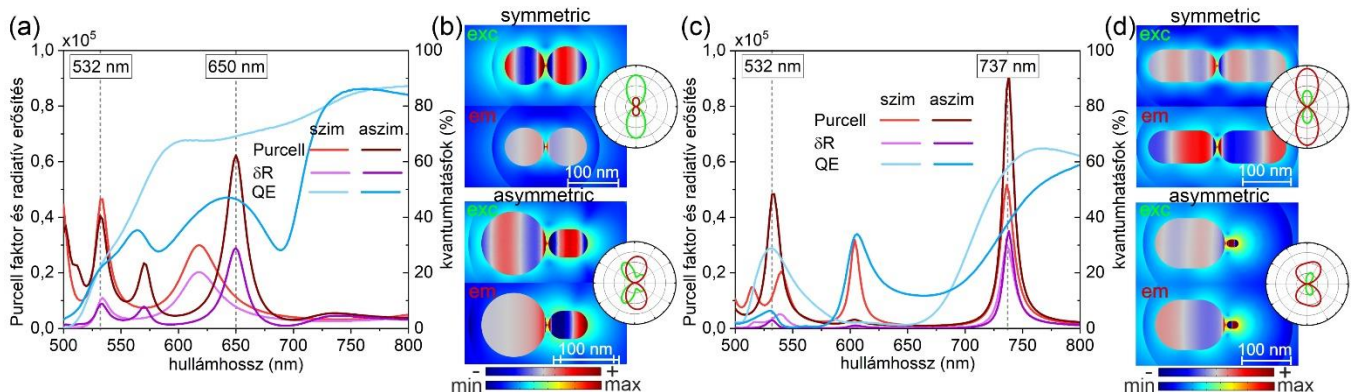 (a)
x10⁵
532 nm
650 nm
szim aszim
Purcell
δR
QE
Purcell faktor és radiatív erősítés
1,0
0,8
0,6
0,4
0,2
0,0
500 550 600 650 700 750 800
hullámhossz (nm)
100
80
60
40
20
0
kvantumhatásfok (%)
(b)
symmetric
exc
em
100 nm
asymmetric
exc
em
100 nm
- +
min max
(c)
x10⁵
532 nm
737 nm
szim aszim
Purcell
δR
QE
Purcell faktor és radiatív erősítés
1,0
0,8
0,6
0,4
0,2
0,0
500 550 600 650 700 750 800
hullámhossz (nm)
100
80
60
40
20
0
kvantumhatásfok (%)
(d)
symmetric
exc
em
100 nm
asymmetric
exc
em
100 nm
- +
min max